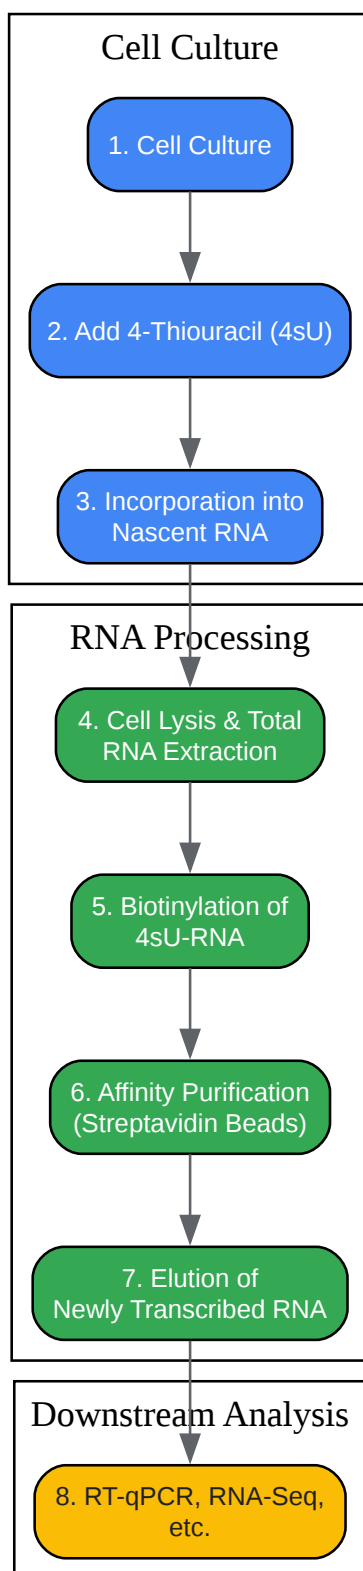 Cell Culture
1. Cell Culture
2. Add 4-Thiouracil (4sU)
3. Incorporation into
Nascent RNA
RNA Processing
4. Cell Lysis & Total
RNA Extraction
5. Biotinylation of
4sU-RNA
6. Affinity Purification
(Streptavidin Beads)
7. Elution of
Newly Transcribed RNA
Downstream Analysis
8. RT-qPCR, RNA-Seq,
etc.